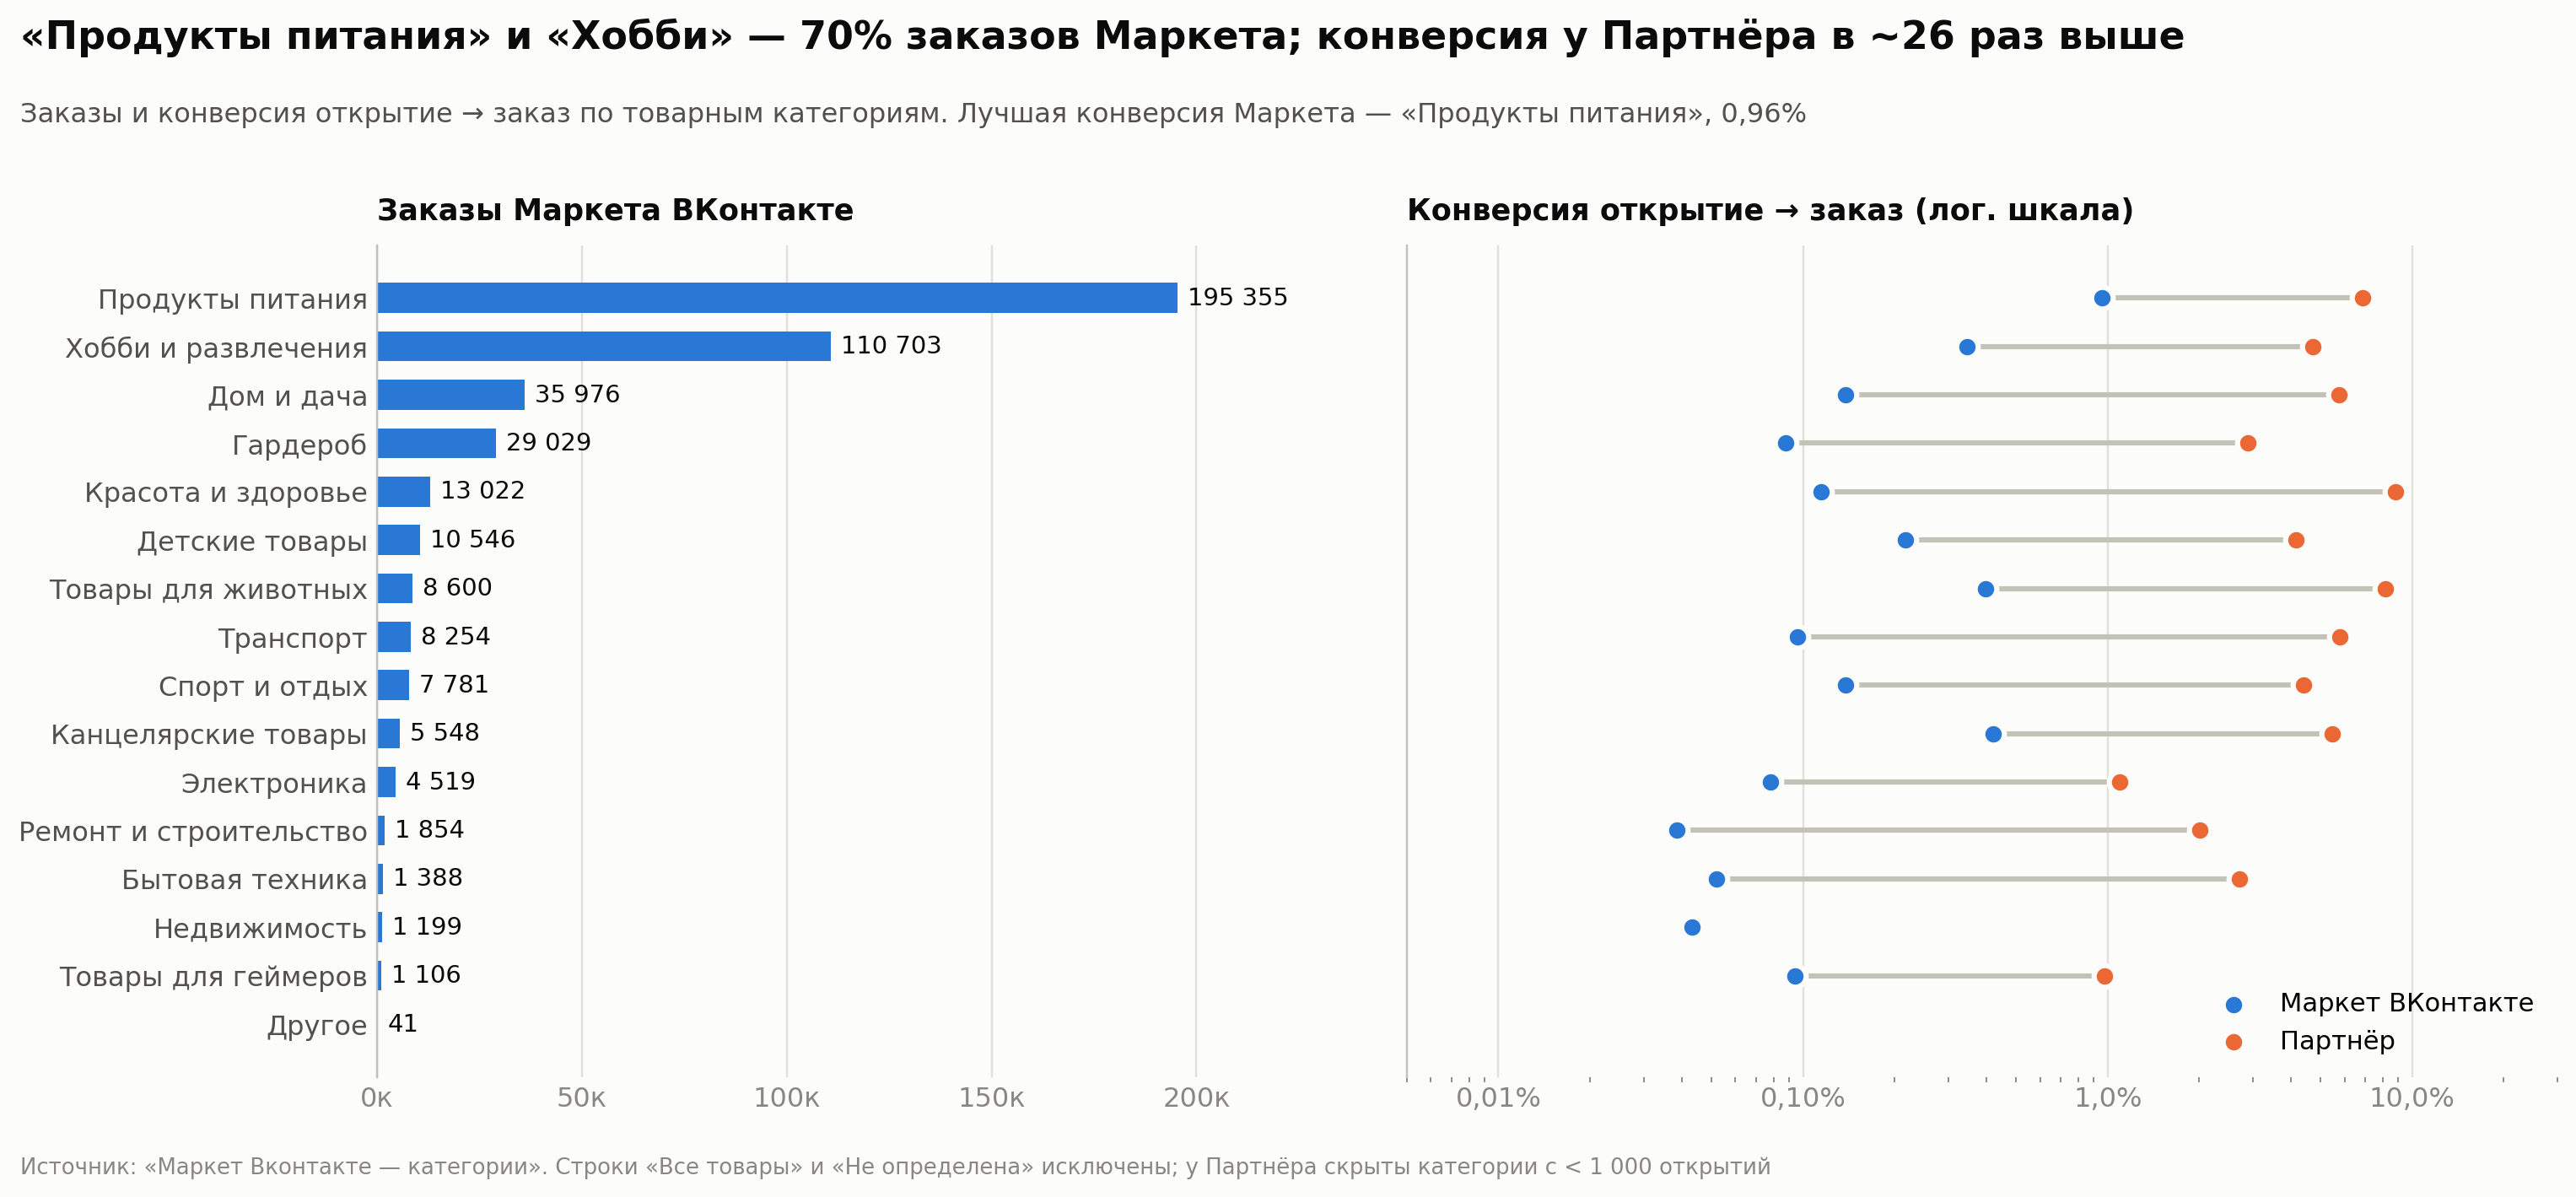 «Продукты питания» и «Хобби» — 70% заказов Маркета; конверсия у Партнёра в ~26 раз выше
Заказы и конверсия открытие → заказ по товарным категориям. Лучшая конверсия Маркета — «Продукты питания», 0,96%
Заказы Маркета ВКонтакте
Продукты питания 195 355
Хобби и развлечения 110 703
Дом и дача 35 976
Гардероб 29 029
Красота и здоровье 13 022
Детские товары 10 546
Товары для животных 8 600
Транспорт 8 254
Спорт и отдых 7 781
Канцелярские товары 5 548
Электроника 4 519
Ремонт и строительство 1 854
Бытовая техника 1 388
Недвижимость 1 199
Товары для геймеров 1 106
Другое 41
0к 50к 100к 150к 200к
Конверсия открытие → заказ (лог. шкала)
Маркет ВКонтакте
Партнёр
0,01% 0,10% 1,0% 10,0%
Источник: «Маркет Вконтакте — категории». Строки «Все товары» и «Не определена» исключены; у Партнёра скрыты категории с < 1 000 открытий